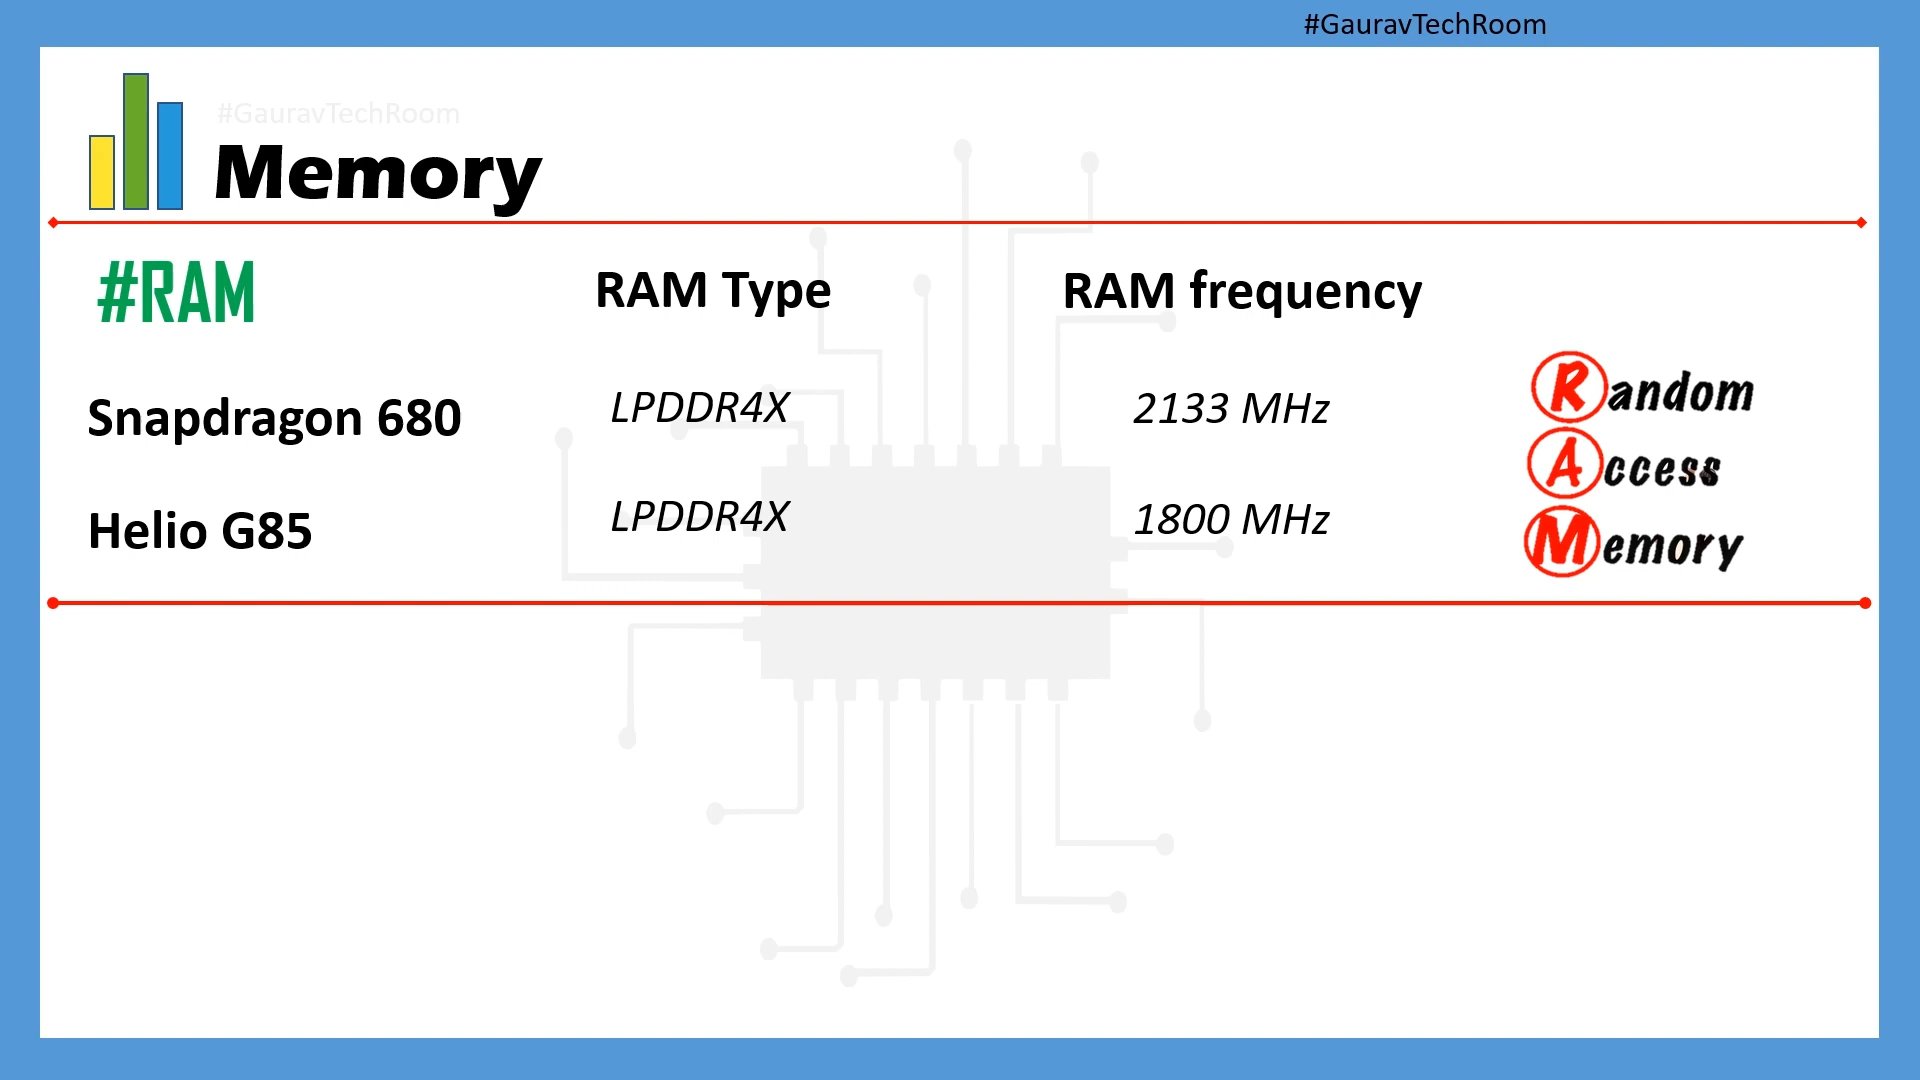 #GauravTechRoom
#GauravTechRoom
Memory
#RAM RAM Type RAM frequency
Snapdragon 680 LPDDR4X 2133 MHz
Helio G85 LPDDR4X 1800 MHz
Random
Access
Memory